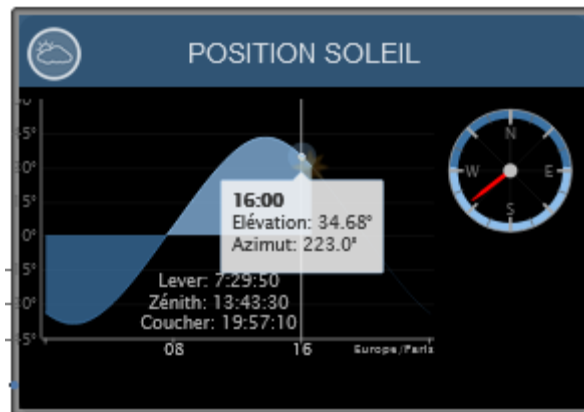 POSITION SOLEIL
N
W
E
S
16:00
Elévation: 34.68°
Azimut: 223.0°
0°
Lever: 7:29:50
Zénith: 13:43:30
Coucher: 19:57:10
08
16
Europe/Paris